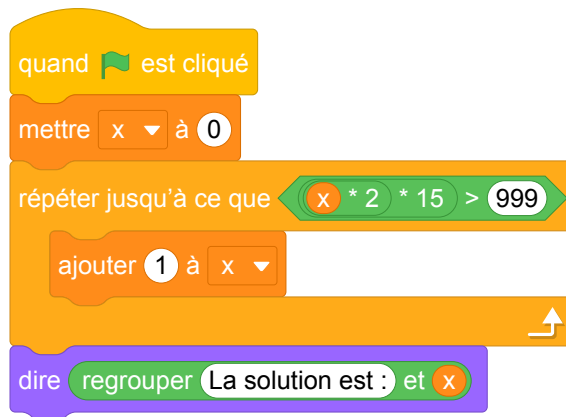 quand est cliqué
mettre x à 0
répéter jusqu'à ce que x * 2 * 15 > 999
ajouter 1 à x
dire regrouper La solution est : et x